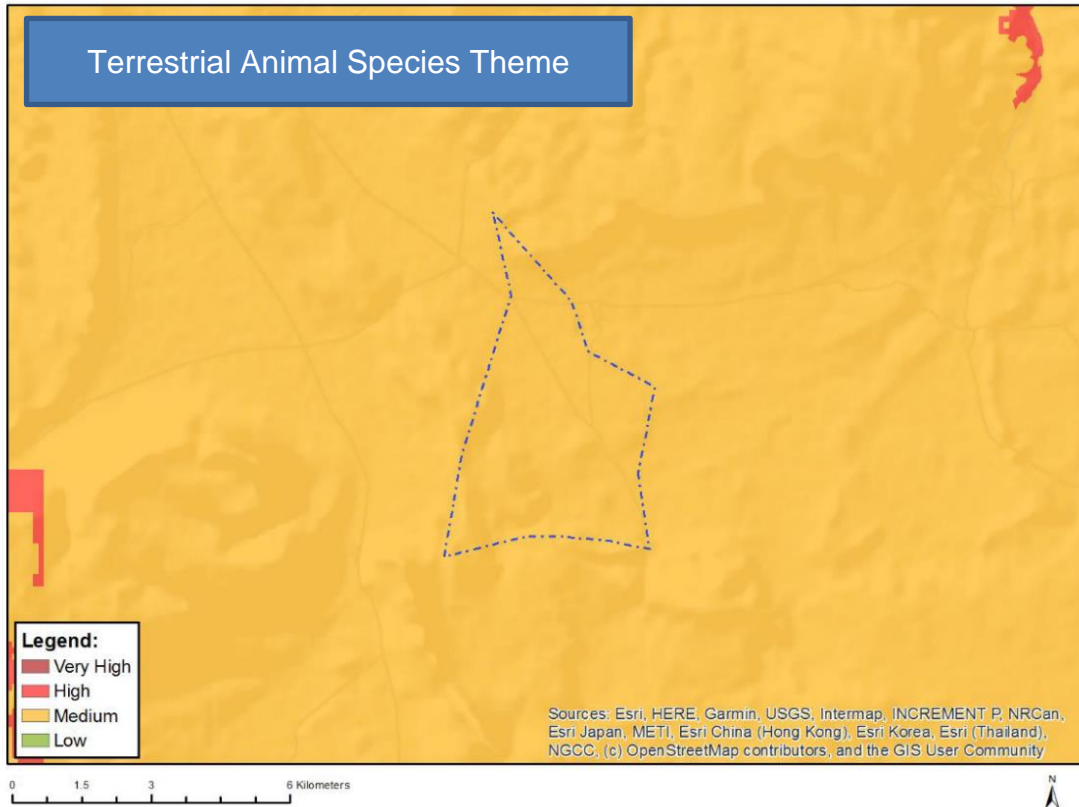 Terrestrial Animal Species Theme
Legend:
Very High
High
Medium
Low
Sources: Esri, HERE, Garmin, USGS, Intermap, INCREMENT P, NRCan,
Esri Japan, METI, Esri China (Hong Kong), Esri Korea, Esri (Thailand),
NGCC, (c) OpenStreetMap contributors, and the GIS User Community
0 1.5 3 6 Kilometers
N